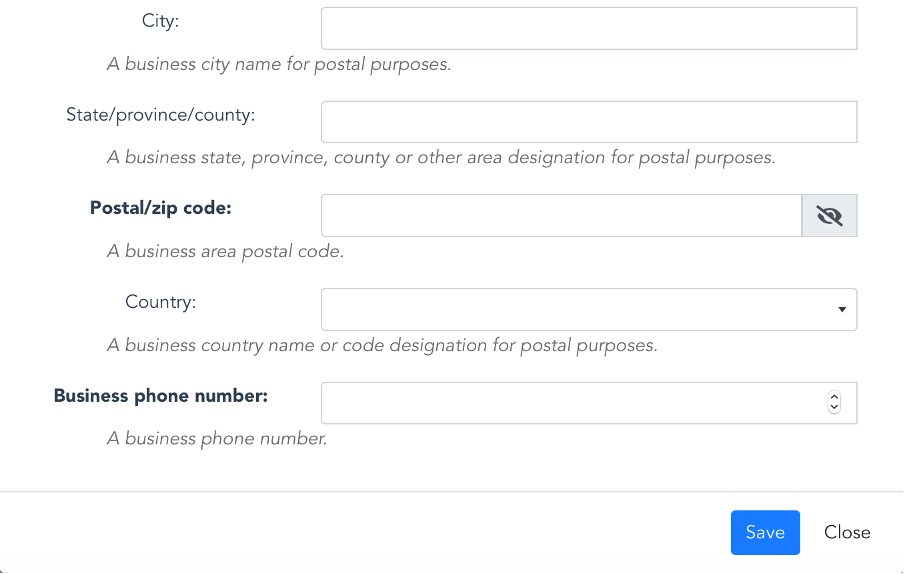 City:
A business city name for postal purposes.
State/province/county:
A business state, province, county or other area designation for postal purposes.
Postal/zip code:
A business area postal code.
Country:
A business country name or code designation for postal purposes.
Business phone number:
A business phone number.
Save Close